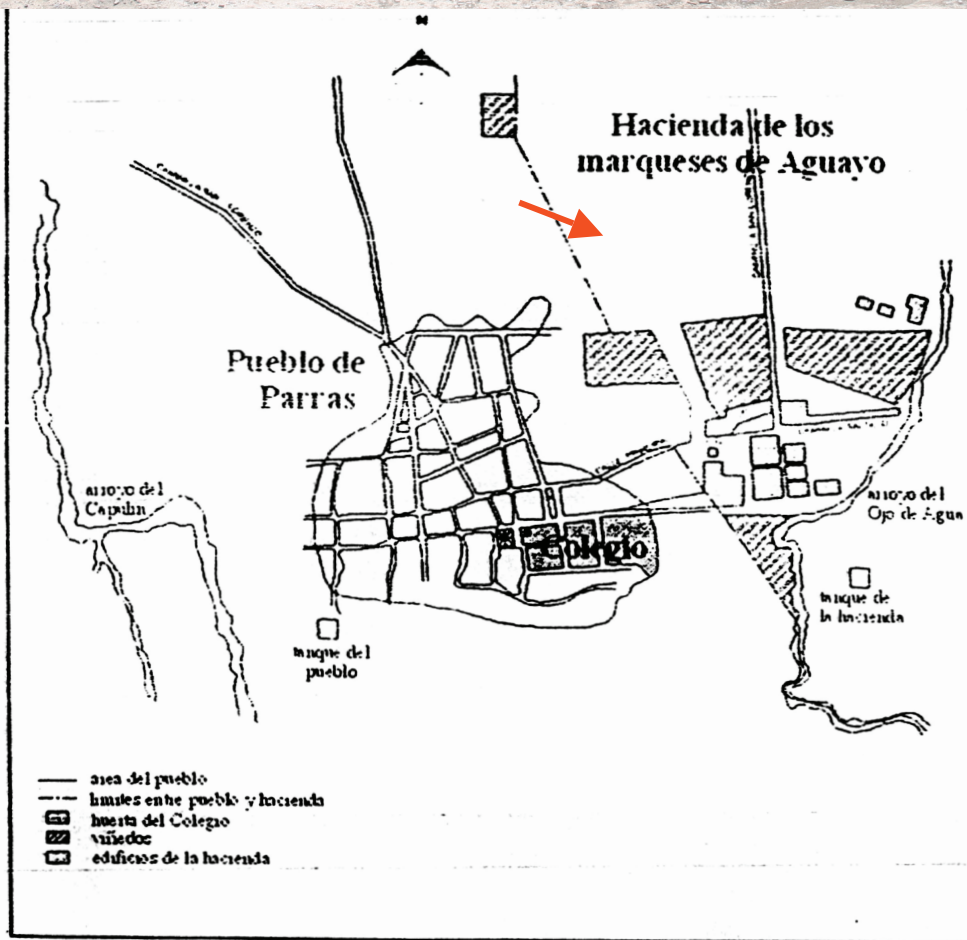 N
Hacienda de los
marqueses de Aguayo
Pueblo de
Parras
arroyo del
Capulín
arroyo del
Ojo de Agua
Colegio
tanque de
la hacienda
tanque del
pueblo
area del pueblo
limites entre pueblo y hacienda
huerta del Colegio
viñedos
edificios de la hacienda